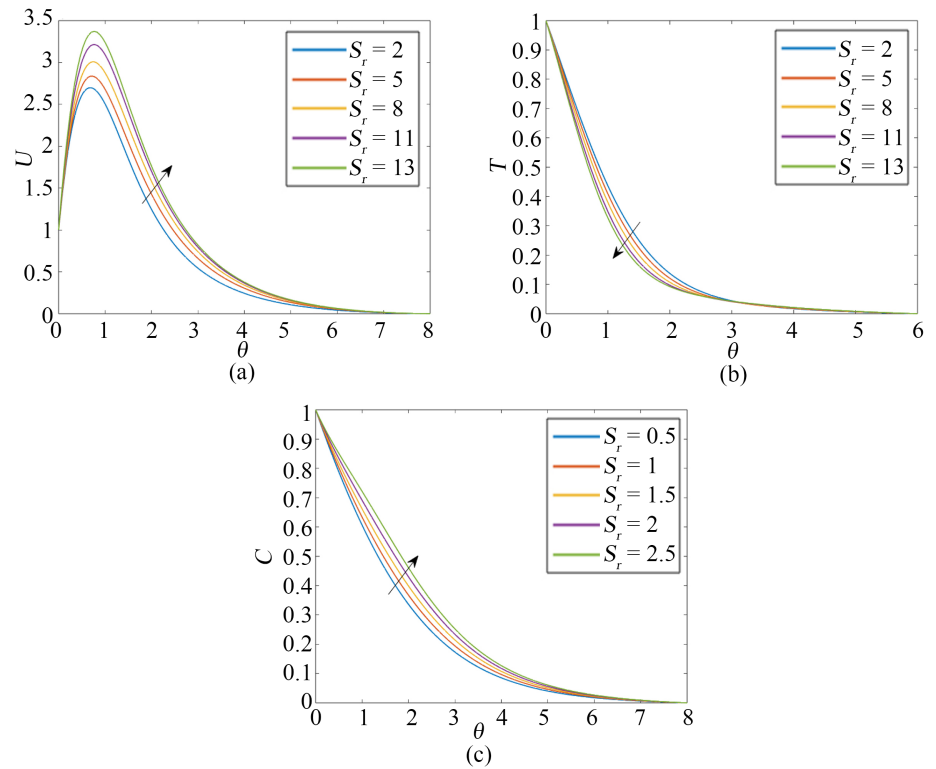 3.5
3
2.5
2
1.5
1
0.5
0
U
S_r = 2
S_r = 5
S_r = 8
S_r = 11
S_r = 13
0 1 2 3 4 5 6 7 8
θ
(a)
1
0.9
0.8
0.7
0.6
0.5
0.4
0.3
0.2
0.1
0
T
S_r = 2
S_r = 5
S_r = 8
S_r = 11
S_r = 13
0 1 2 3 4 5 6
θ
(b)
1
0.9
0.8
0.7
0.6
0.5
0.4
0.3
0.2
0.1
0
C
S_r = 0.5
S_r = 1
S_r = 1.5
S_r = 2
S_r = 2.5
0 1 2 3 4 5 6 7 8
θ
(c)